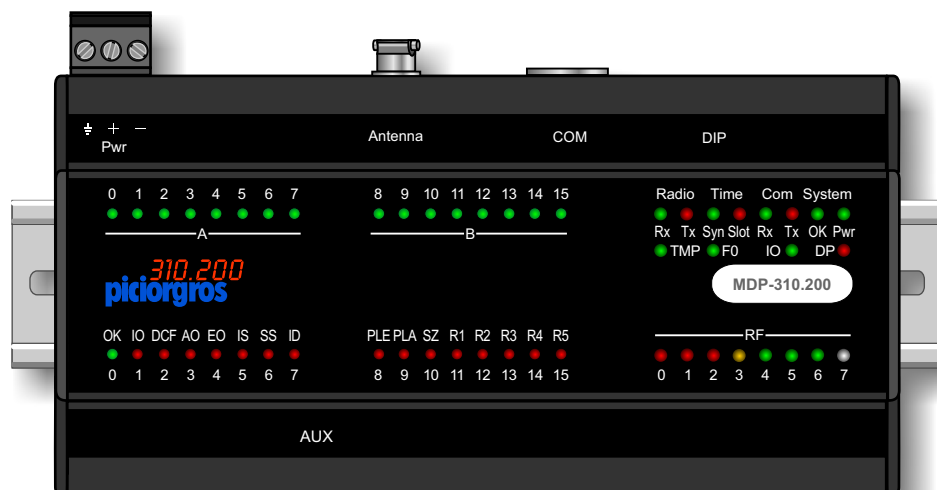 + −
Pwr
Antenna
COM
DIP
0 1 2 3 4 5 6 7
A
8 9 10 11 12 13 14 15
B
Radio Time Com System
Rx Tx Syn Slot Rx Tx OK Pwr
TMP F0 IO DP
310.200
piciorgros
MDP-310.200
OK IO DCF AO EO IS SS ID
0 1 2 3 4 5 6 7
PLE PLA SZ R1 R2 R3 R4 R5
8 9 10 11 12 13 14 15
RF
0 1 2 3 4 5 6 7
AUX